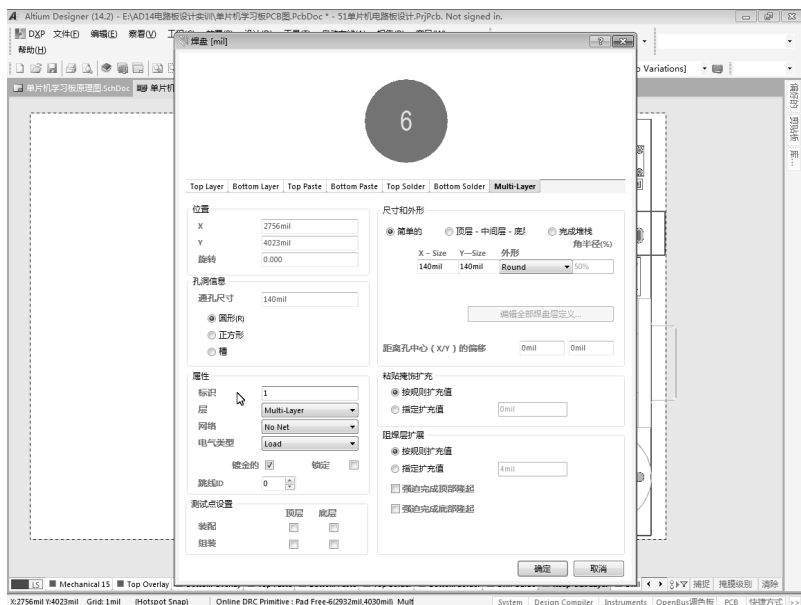 Altium Designer (14.2) - E:\AD14电路板设计实训\单片机学习板PCB图.PcbDoc * - 51单片机电路板设计.PrjPcb. Not signed in.
DXP 文件(F) 编辑(E) 察看(V)
帮助(H)
焊盘 [mil]
o Variations]
单片机学习板原理图.SchDoc 单片机
6
Top Layer Bottom Layer Top Paste Bottom Paste Top Solder Bottom Solder Multi-Layer
位置
X 2756mil
Y 4023mil
旋转 0.000
孔洞信息
通孔尺寸 140mil
圆形(R)
正方形
槽
属性
标识 1
层 Multi-Layer
网络 No Net
电气类型 Load
镀金的 锁定
跳线ID 0
测试点设置
顶层 底层
装配
组装
尺寸和外形
简单的 顶层 - 中间层 - 底层 完成堆栈
角半径(%)
X - Size Y—Size 外形
140mil 140mil Round 50%
编辑全部焊盘层定义...
距离孔中心 ( X/Y ) 的偏移 0mil 0mil
粘贴掩饰扩充
按规则扩充值
指定扩充值 0mil
阻焊层扩展
按规则扩充值
指定扩充值 4mil
强迫完成顶部隆起
强迫完成底部隆起
确定 取消
偏好的
剪贴板
库...
LS Mechanical 15 Top Overlay 捕捉 掩膜级别 清除
X:2756mil Y:4023mil Grid: 1mil (Hotspot Snap) Online DRC Primitive : Pad Free-6(2932mil,4030mil) Mult System Design Compiler Instruments OpenBus调色板 PCB 快捷方式 >>